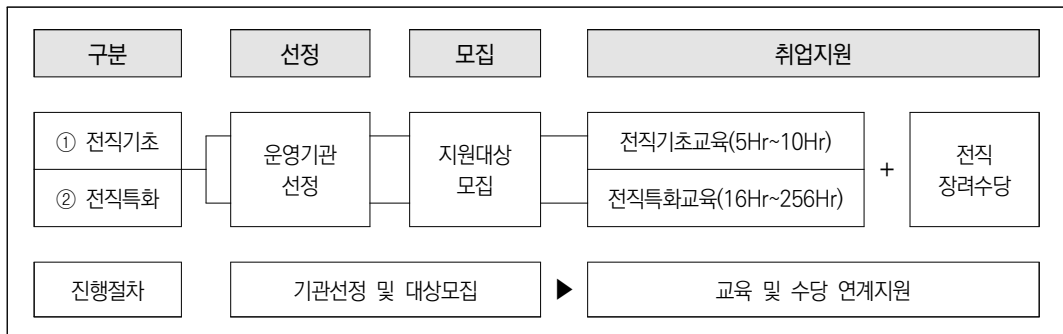 구분 선정 모집 취업지원
① 전직기초
② 전직특화
운영기관
선정
지원대상
모집
전직기초교육(5Hr~10Hr)
전직특화교육(16Hr~256Hr)
+
전직
장려수당
진행절차 기관선정 및 대상모집 ▶ 교육 및 수당 연계지원